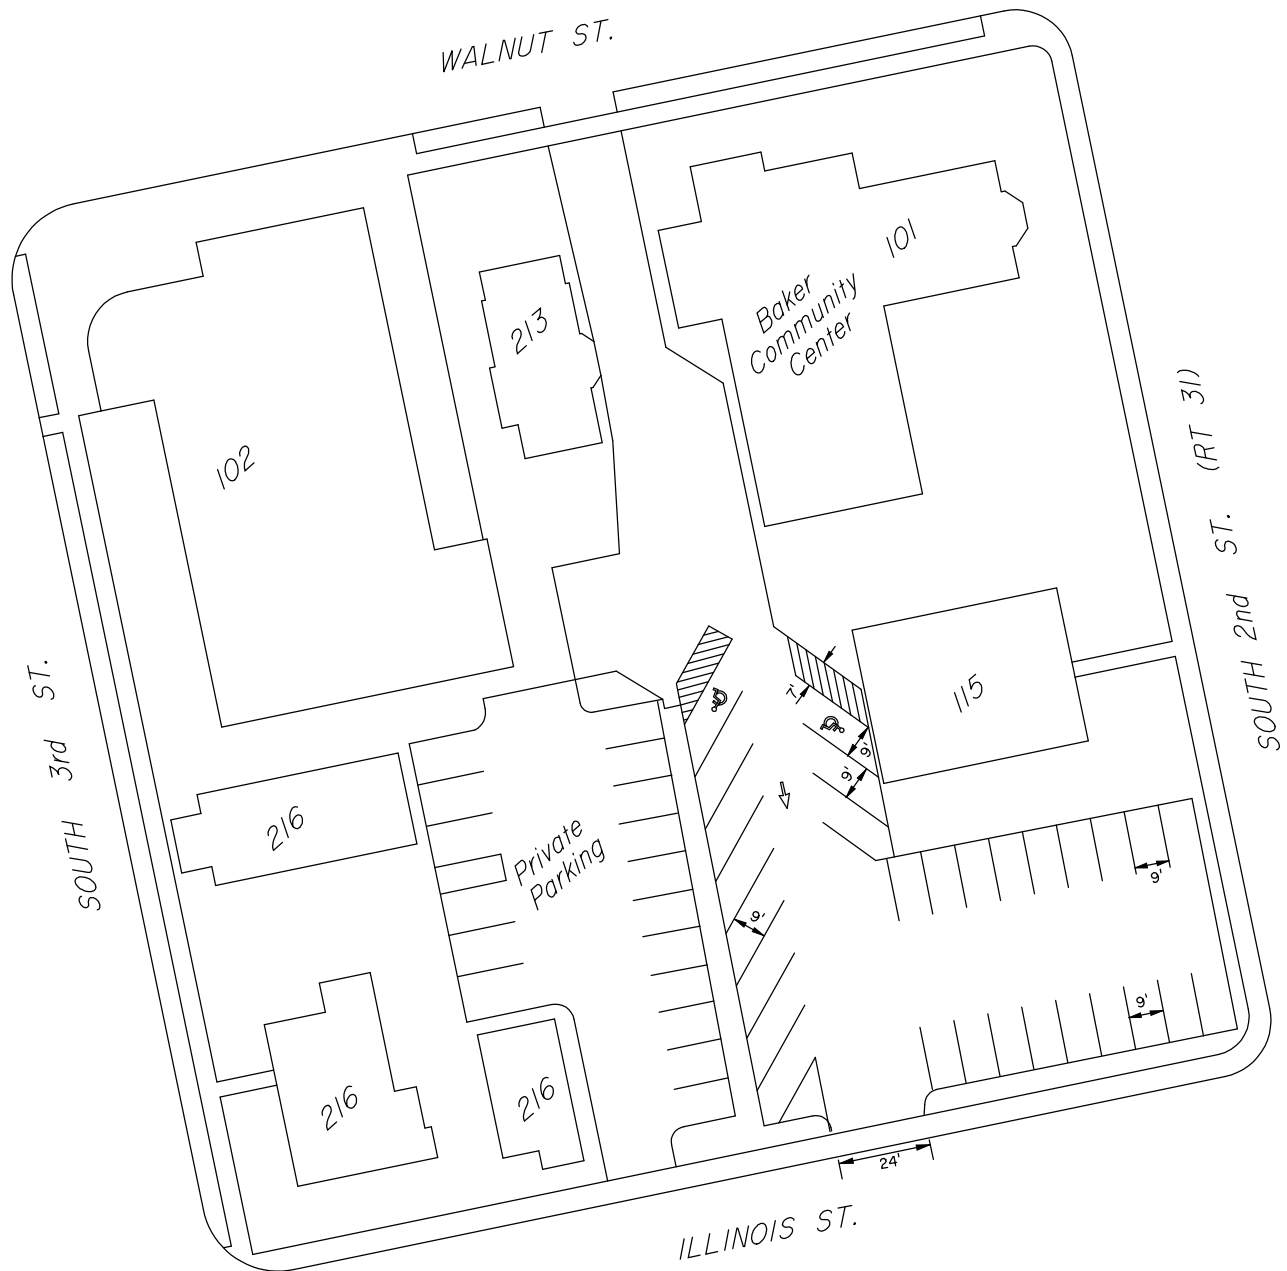 WALNUT ST.
101
213
Baker
Community
Center
102
SOUTH 2nd ST. (RT 31)
SOUTH 3rd ST.
7'
115
9'
9'
216
Private
Parking
9'
9'
9'
216
216
24'
ILLINOIS ST.